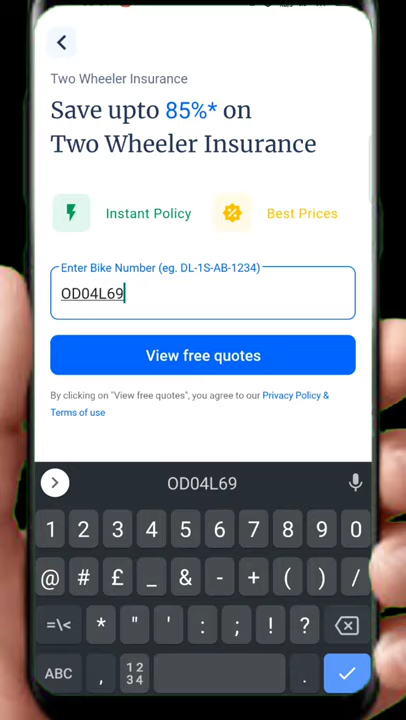 Two Wheeler Insurance
Save upto 85%* on
Two Wheeler Insurance
Instant Policy
Best Prices
Enter Bike Number (eg. DL-1S-AB-1234)
OD04L69
View free quotes
By clicking on "View free quotes", you agree to our Privacy Policy &
Terms of use
OD04L69
1 2 3 4 5 6 7 8 9 0
@ # £ _ & - + ( ) /
=\< * " ' : ; ! ?
ABC , 12 34 .